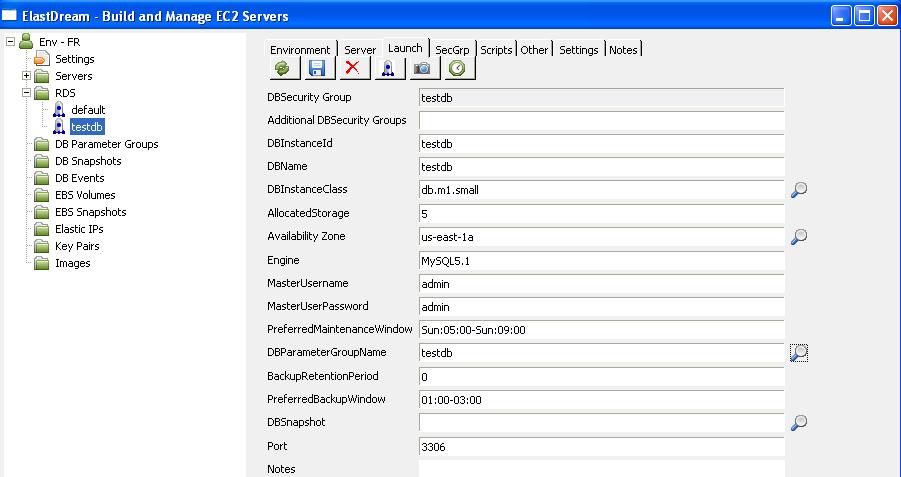 ElastDream - Build and Manage EC2 Servers
Env - FR
Settings
Servers
RDS
default
testdb
DB Parameter Groups
DB Snapshots
DB Events
EBS Volumes
EBS Snapshots
Elastic IPs
Key Pairs
Images
Environment Server Launch SecGrp Scripts Other Settings Notes
DBSecurity Group testdb
Additional DBSecurity Groups
DBInstanceId testdb
DBName testdb
DBInstanceClass db.m1.small
AllocatedStorage 5
Availability Zone us-east-1a
Engine MySQL5.1
MasterUsername admin
MasterUserPassword admin
PreferredMaintenanceWindow Sun:05:00-Sun:09:00
DBParameterGroupName testdb
BackupRetentionPeriod 0
PreferredBackupWindow 01:00-03:00
DBSnapshot
Port 3306
Notes